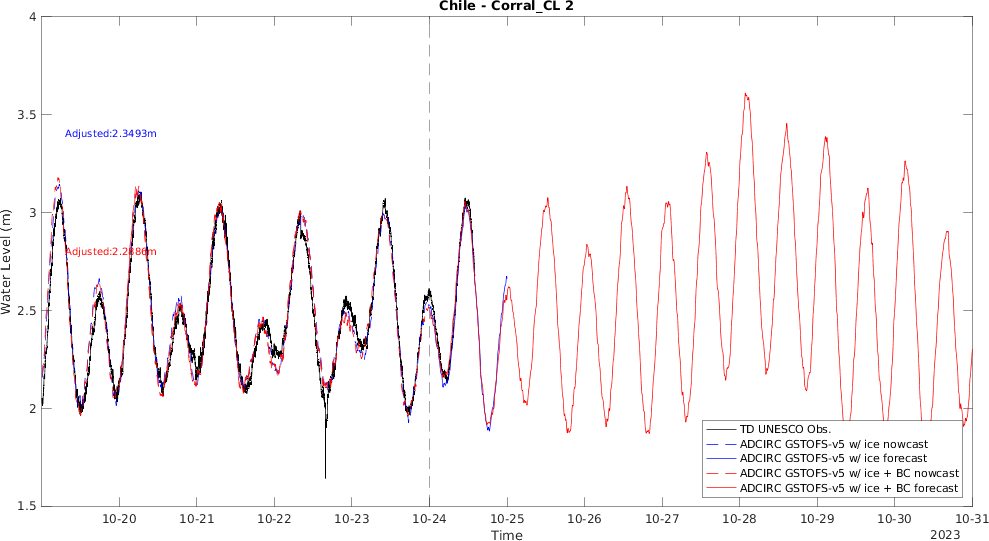 Chile - Corral_CL 2
4
3.5
3
2.5
2
1.5
Water Level (m)
Adjusted:2.3493m
Adjusted:2.2886m
TD UNESCO Obs.
ADCIRC GSTOFS-v5 w/ ice nowcast
ADCIRC GSTOFS-v5 w/ ice forecast
ADCIRC GSTOFS-v5 w/ ice + BC nowcast
ADCIRC GSTOFS-v5 w/ ice + BC forecast
10-20 10-21 10-22 10-23 10-24 10-25 10-26 10-27 10-28 10-29 10-30 10-31
Time
2023